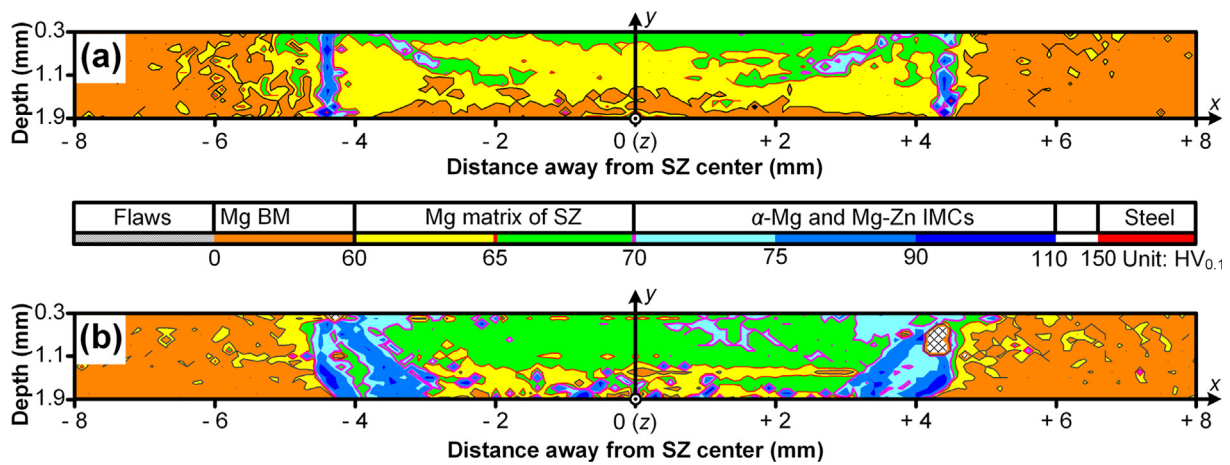 y
0.3
Depth (mm)
(a)
1.1
1.9
x
- 8 - 6 - 4 - 2 0 (z) + 2 + 4 + 6 + 8
Distance away from SZ center (mm)
Flaws Mg BM Mg matrix of SZ α-Mg and Mg-Zn IMCs Steel
0 60 65 70 75 90 110 150 Unit: HV0.1
y
0.3
Depth (mm)
(b)
1.1
1.9
x
- 8 - 6 - 4 - 2 0 (z) + 2 + 4 + 6 + 8
Distance away from SZ center (mm)